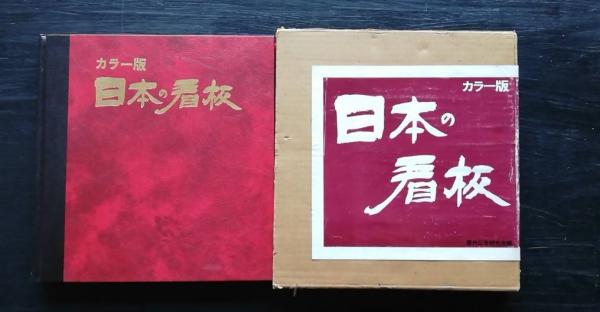 カラー版
日本の看板
カラー版
日本の
看板